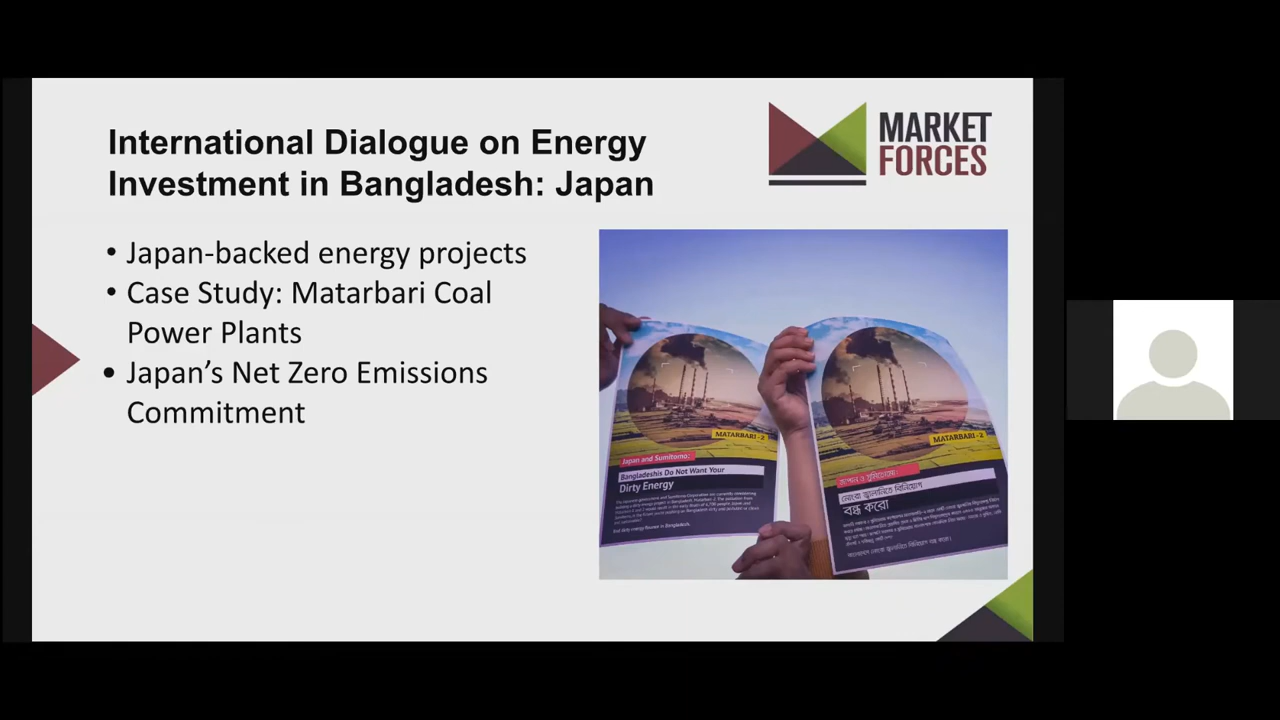 International Dialogue on Energy
Investment in Bangladesh: Japan
MARKET
FORCES
• Japan-backed energy projects
• Case Study: Matarbari Coal
Power Plants
• Japan’s Net Zero Emissions
Commitment
MATARBARI - 2
Japan and Sumitomo:
Bangladeshis Do Not Want Your
Dirty Energy
MATARBARI - 2
জাপান ও সুমিতোমো:
নোংরা জ্বালানিতে বিনিয়োগ
বন্ধ করো